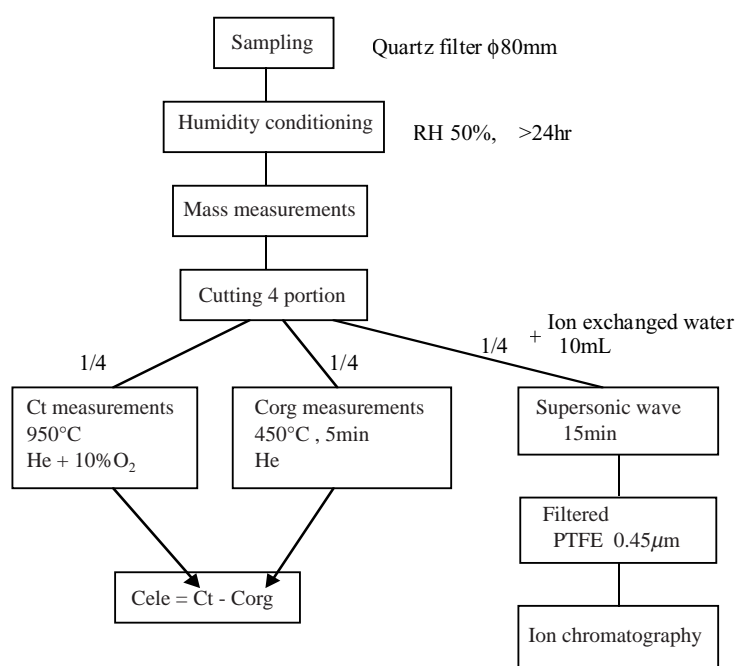 Sampling
Quartz filter ϕ80mm
Humidity conditioning
RH 50%, >24hr
Mass measurements
Cutting 4 portion
+ Ion exchanged water
10mL
1/4
1/4
1/4
Ct measurements
950°C
He + 10%O₂
Corg measurements
450°C , 5min
He
Supersonic wave
15min
Filtered
PTFE 0.45μm
Cele = Ct - Corg
Ion chromatography